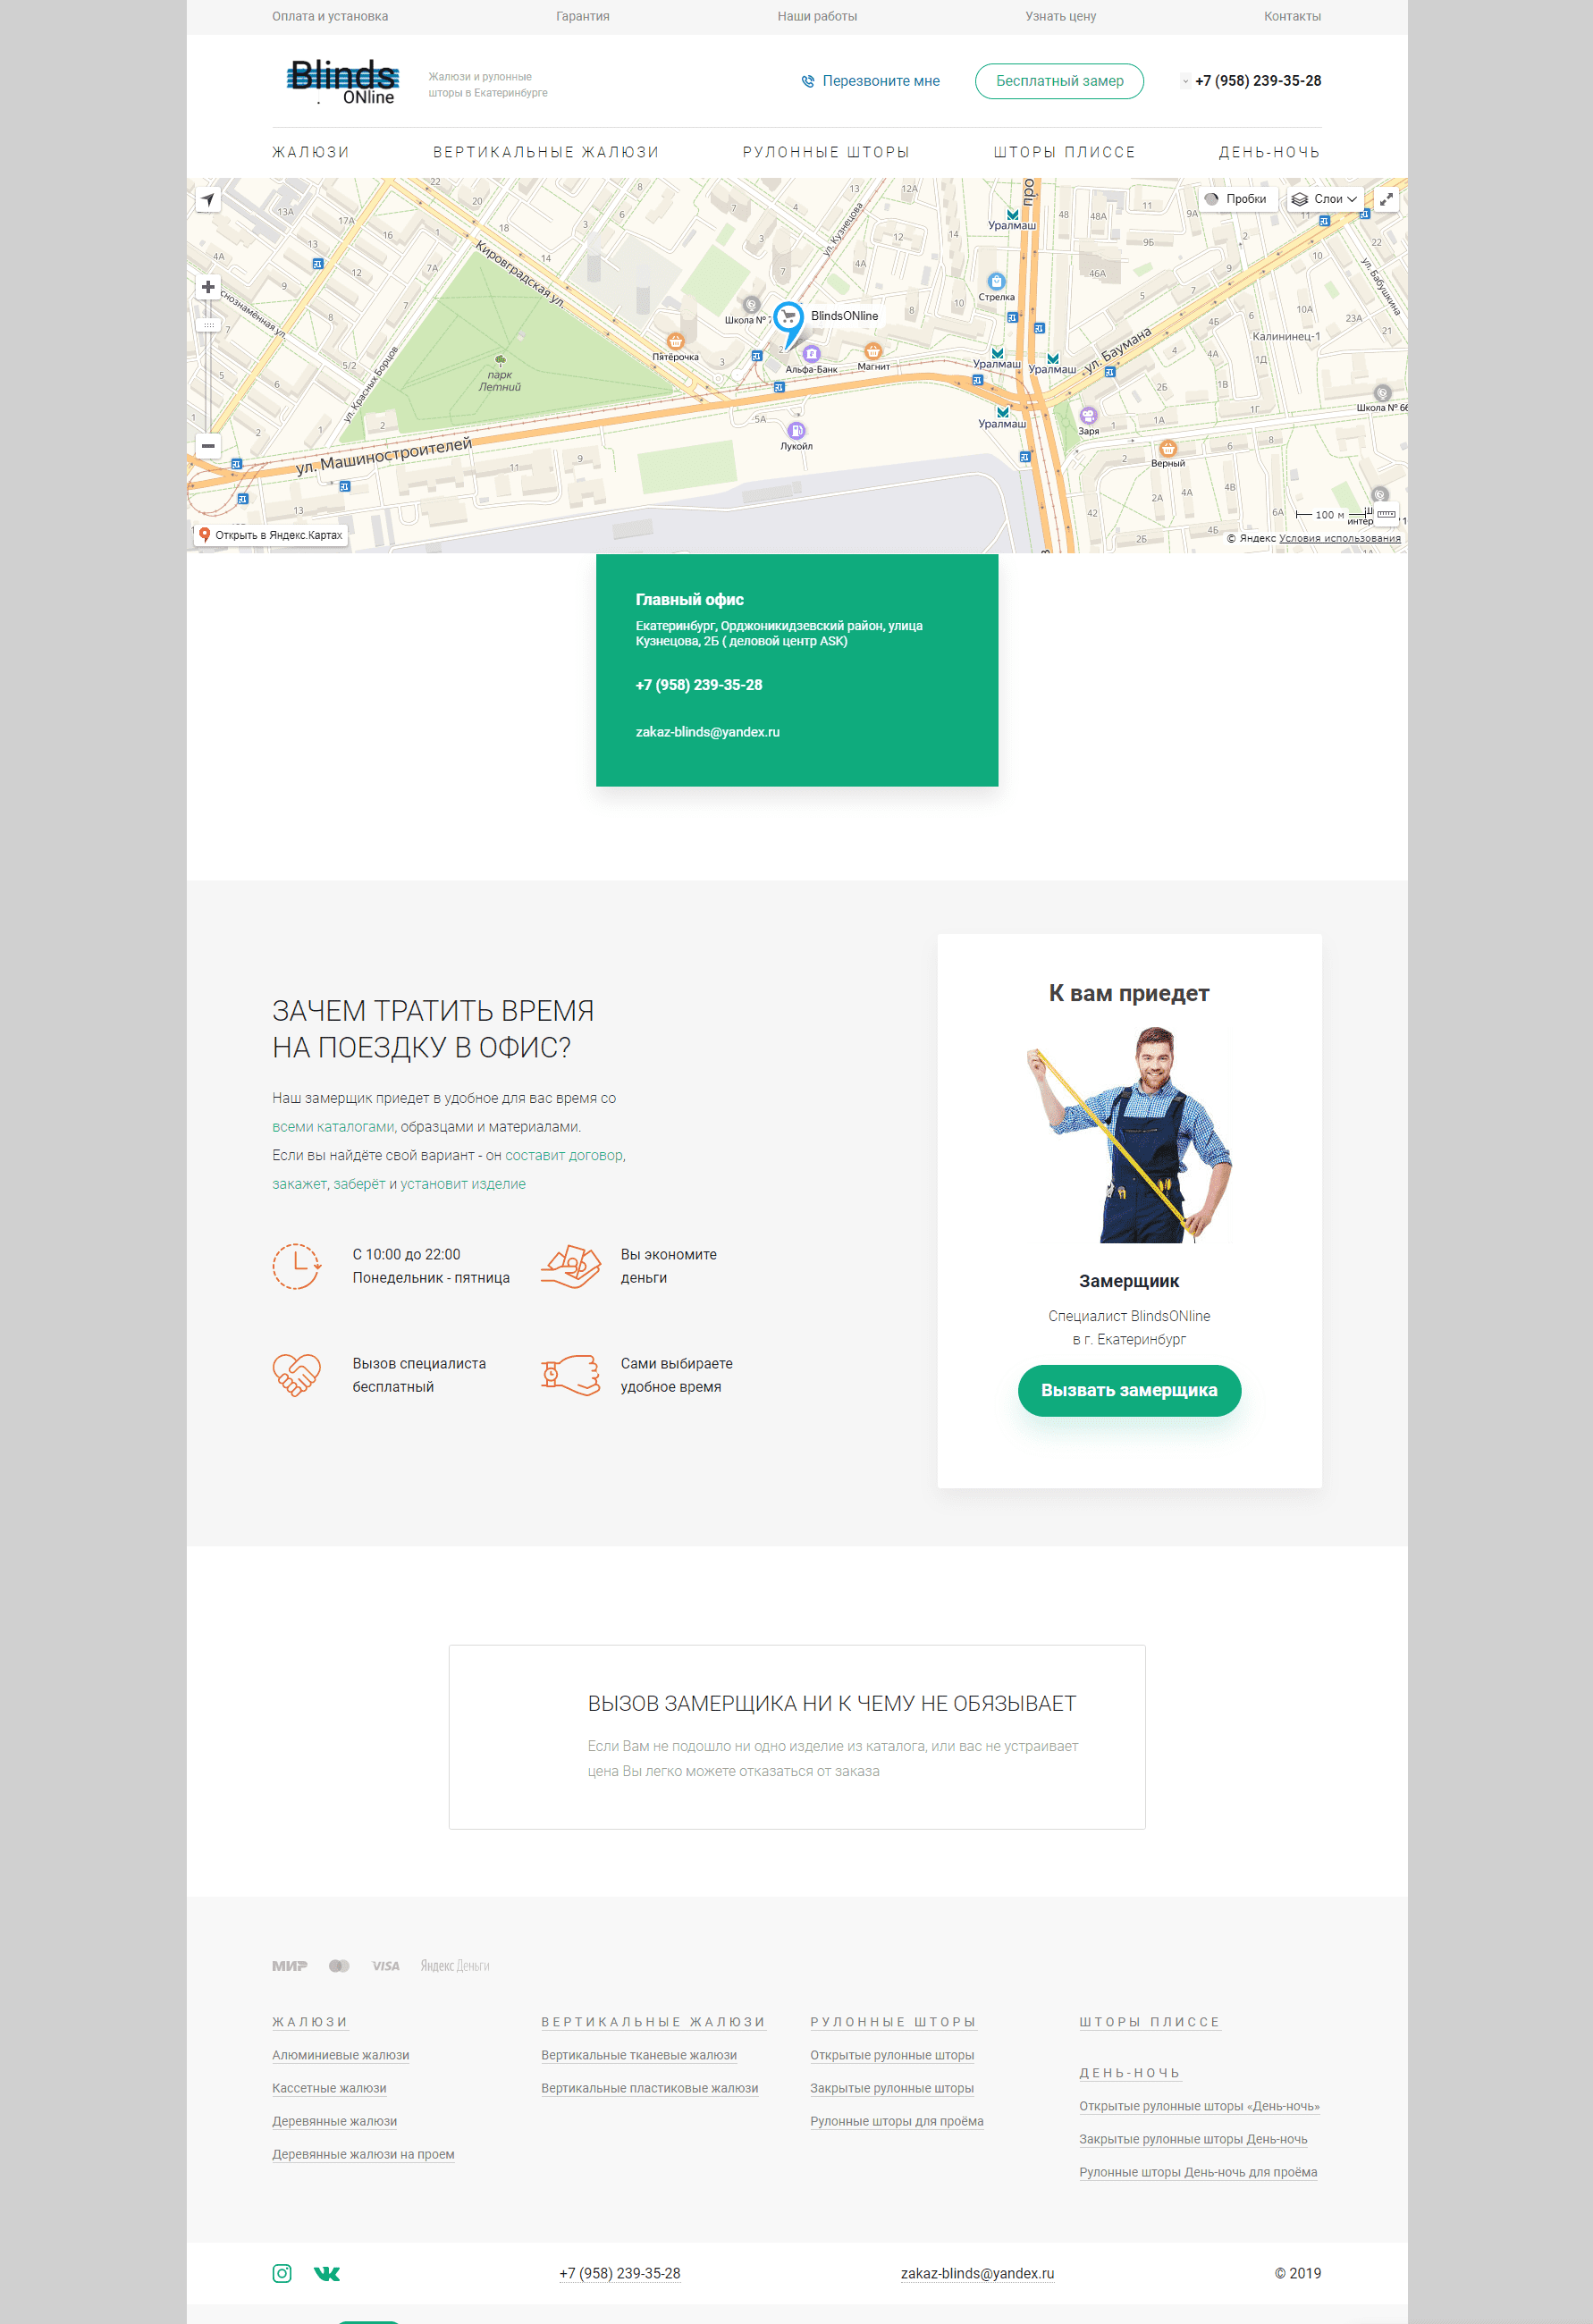 Оплата и установка
Гарантия
Наши работы
Узнать цену
Контакты
Blinds
ONline
Жалюзи и рулонные
шторы в Екатеринбурге
Перезвоните мне
Бесплатный замер
+7 (958) 239-35-28
ЖАЛЮЗИ
ВЕРТИКАЛЬНЫЕ ЖАЛЮЗИ
РУЛОННЫЕ ШТОРЫ
ШТОРЫ ПЛИССЕ
ДЕНЬ-НОЧЬ
Пробки
Слои
Уралмаш
Кировградская ул.
ул. Кузнецова
ул. Бабушкина
Стрелка
Школа №
BlindsONline
Калининец-1
Пятёрочка
Альфа-Банк
Магнит
Уралмаш
Уралмаш
ул. Баумана
парк
Летний
ул. Красных Борцов
Школа № 66
Уралмаш
Заря
Лукойл
Верный
ул. Машиностроителей
100 м
Открыть в Яндекс.Картах
© Яндекс Условия использования
Главный офис
Екатеринбург, Орджоникидзевский район, улица
Кузнецова, 2Б ( деловой центр ASK)
+7 (958) 239-35-28
zakaz-blinds@yandex.ru
ЗАЧЕМ ТРАТИТЬ ВРЕМЯ
НА ПОЕЗДКУ В ОФИС?
Наш замерщик приедет в удобное для вас время со
всеми каталогами, образцами и материалами.
Если вы найдёте свой вариант - он составит договор,
закажет, заберёт и установит изделие
С 10:00 до 22:00
Понедельник - пятница
Вы экономите
деньги
Вызов специалиста
бесплатный
Сами выбираете
удобное время
К вам приедет
Замерщиик
Специалист BlindsONline
в г. Екатеринбург
Вызвать замерщика
ВЫЗОВ ЗАМЕРЩИКА НИ К ЧЕМУ НЕ ОБЯЗЫВАЕТ
Если Вам не подошло ни одно изделие из каталога, или вас не устраивает
цена Вы легко можете отказаться от заказа
МИР
VISA
Яндекс Деньги
ЖАЛЮЗИ
Алюминиевые жалюзи
Кассетные жалюзи
Деревянные жалюзи
Деревянные жалюзи на проем
ВЕРТИКАЛЬНЫЕ ЖАЛЮЗИ
Вертикальные тканевые жалюзи
Вертикальные пластиковые жалюзи
РУЛОННЫЕ ШТОРЫ
Открытые рулонные шторы
Закрытые рулонные шторы
Рулонные шторы для проёма
ШТОРЫ ПЛИССЕ
ДЕНЬ-НОЧЬ
Открытые рулонные шторы «День-ночь»
Закрытые рулонные шторы День-ночь
Рулонные шторы День-ночь для проёма
+7 (958) 239-35-28
zakaz-blinds@yandex.ru
© 2019